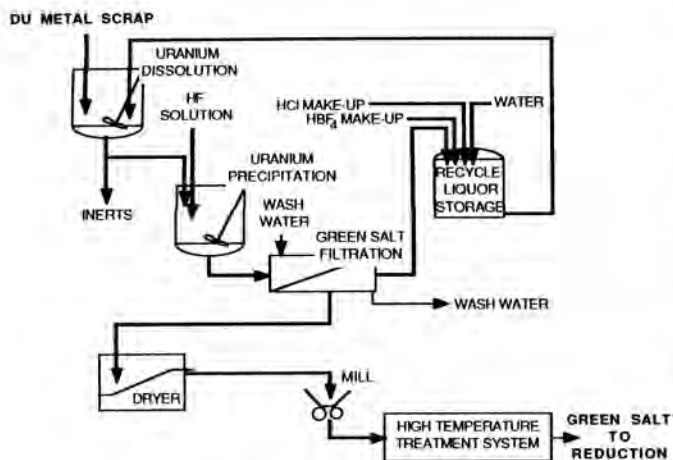 DU METAL SCRAP
URANIUM
DISSOLUTION
HF
SOLUTION
HCl MAKE-UP
HBF4 MAKE-UP
WATER
RECYCLE
LIQUOR
STORAGE
URANIUM
PRECIPITATION
INERTS
WASH
WATER
GREEN SALT
FILTRATION
WASH WATER
DRYER
MILL
HIGH TEMPERATURE
TREATMENT SYSTEM
GREEN SALT
TO
REDUCTION